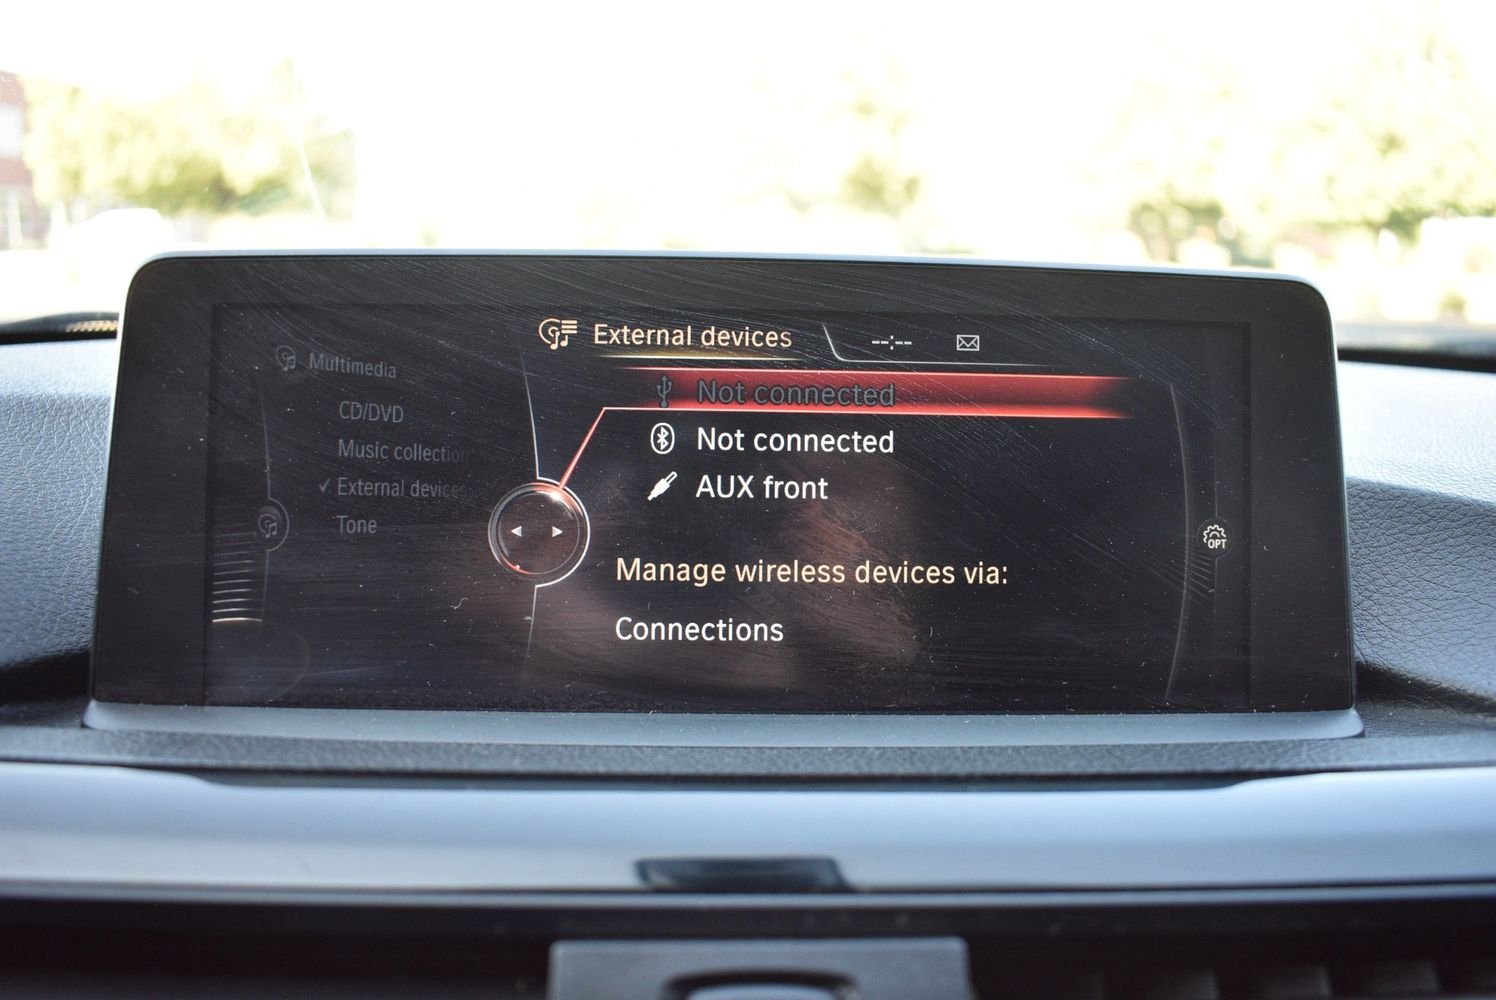 External devices --:--
Multimedia
CD/DVD
Music collection
✓ External devices
Tone
Not connected
Not connected
AUX front
Manage wireless devices via:
Connections
OPT